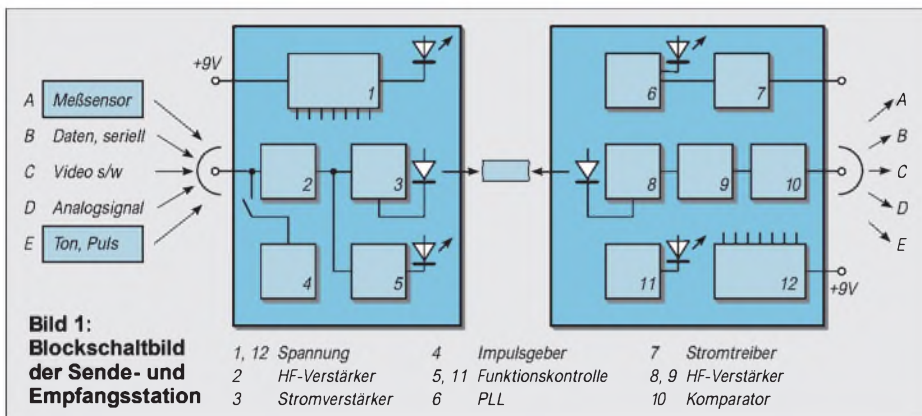 +9V
1
6
7
A Meßsensor
B Daten, seriell
C Video s/w
D Analogsignal
E Ton, Puls
2
3
4
5
8
9
10
11
12
A
B
C
D
E
+9V
Bild 1:
Blockschaltbild
der Sende- und
Empfangsstation
1, 12 Spannung
2 HF-Verstärker
3 Stromverstärker
4 Impulsgeber
5, 11 Funktionskontrolle
6 PLL
7 Stromtreiber
8, 9 HF-Verstärker
10 Komparator